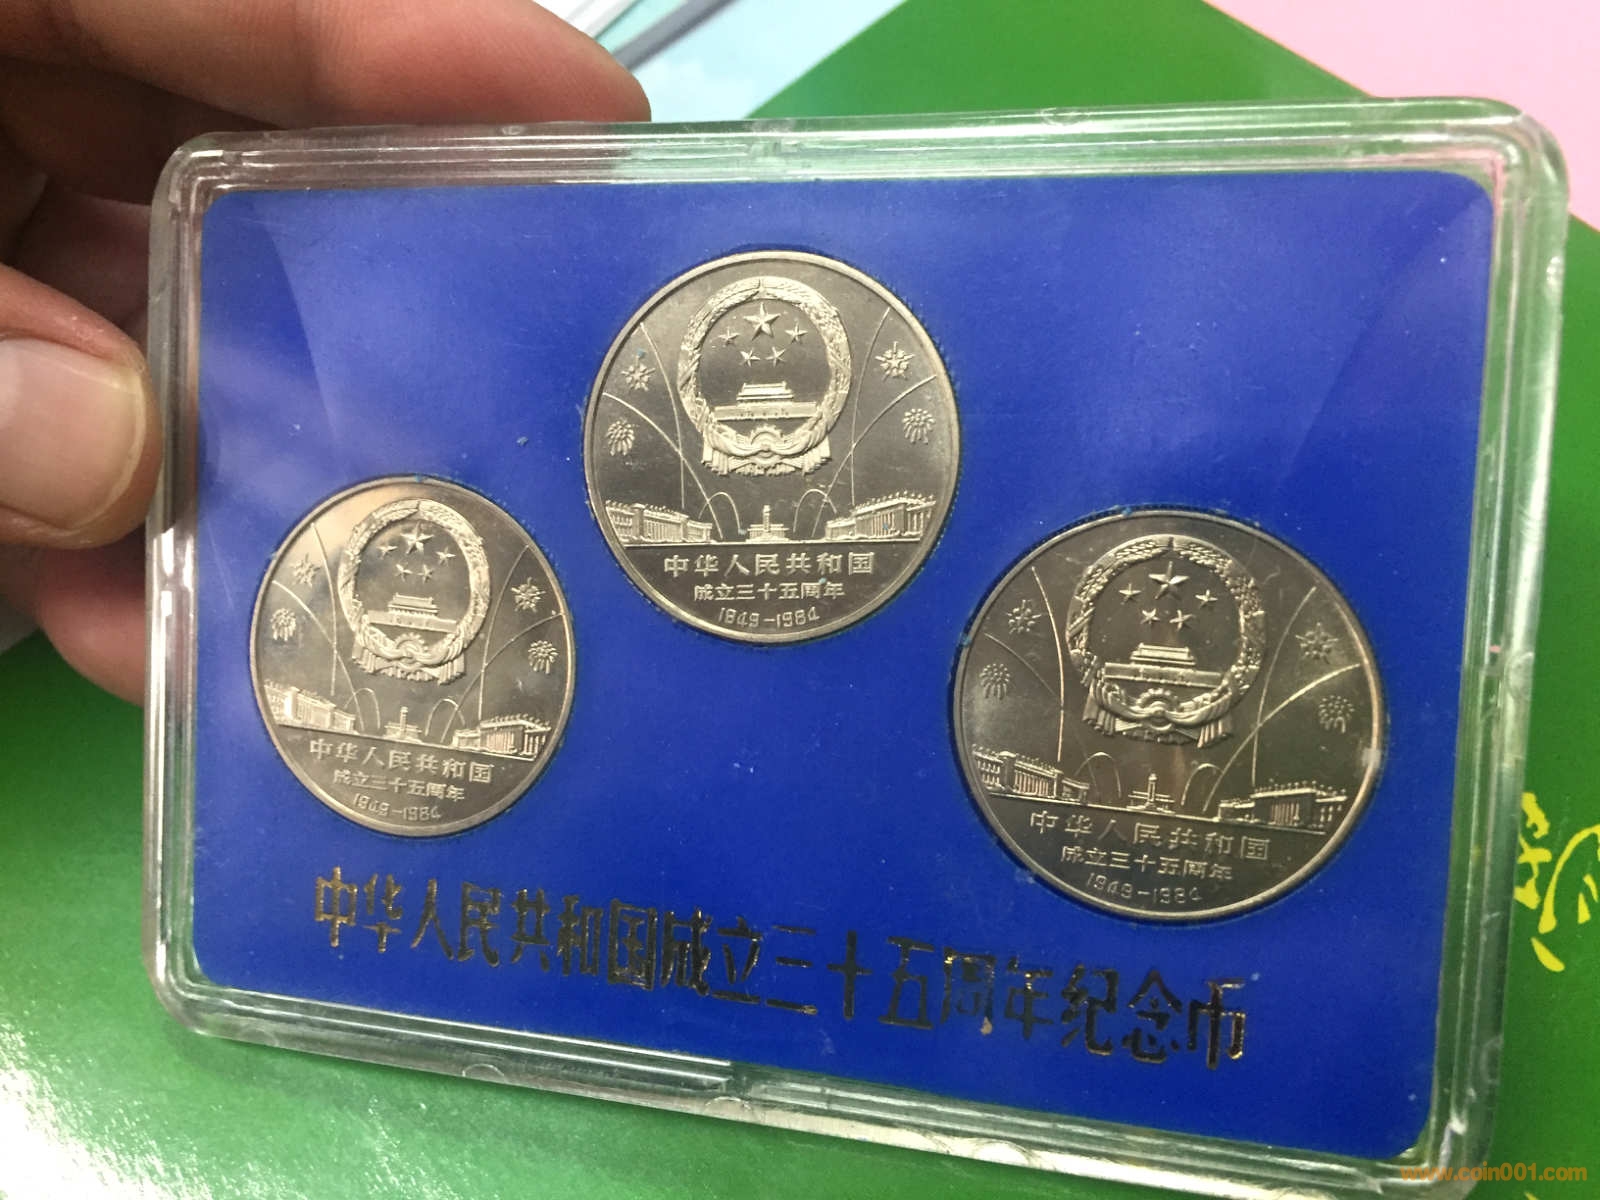 中华人民共和国
成立三十五周年
1949-1984
中华人民共和国
成立三十五周年
1949-1984
中华人民共和国
成立三十五周年
1949-1984
中华人民共和国成立三十五周年纪念币
www.coin001.com